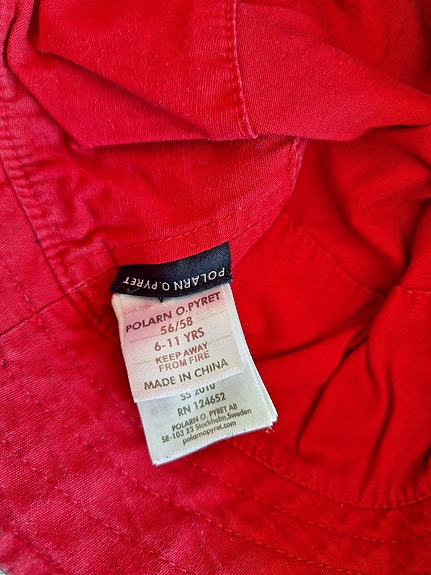 POLARN O. PYRET
POLARN O. PYRET
56/58
6-11 YRS
KEEP AWAY
FROM FIRE
MADE IN CHINA
SS 2010
RN 124652
POLARN O. PYRET AB
SE-103 23 Stockholm,Sweden
polarnopyret.com